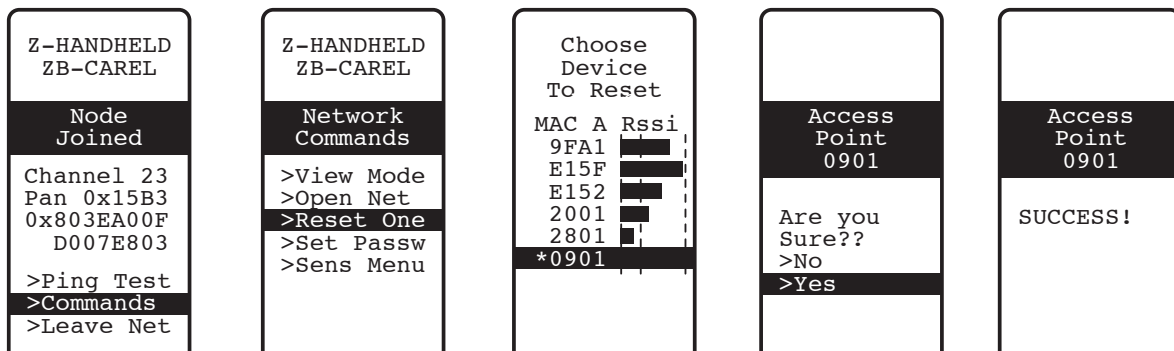 Z-HANDHELD
ZB-CAREL
Node
Joined
Channel 23
Pan 0x15B3
0x803EA00F
D007E803
>Ping Test
>Commands
>Leave Net
Z-HANDHELD
ZB-CAREL
Network
Commands
>View Mode
>Open Net
>Reset One
>Set Passw
>Sens Menu
Choose
Device
To Reset
MAC A Rssi
9FA1
E15F
E152
2001
2801
*0901
Access
Point
0901
Are you
Sure??
>No
>Yes
Access
Point
0901
SUCCESS!